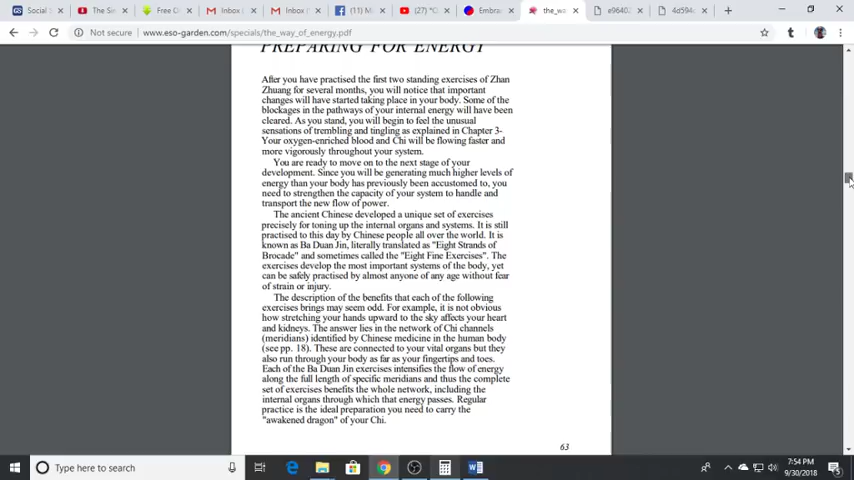 Social
The Si
Free C
Inbox
Inbox
(1) M
(27) "
Embra
the_wa
e9640
4d594
Not secure | www.eso-garden.com/specials/the_way_of_energy.pdf
PREPARING FOR ENERGY
After you have practised the first two standing exercises of Zhan
Zhuang for several months, you will notice that important
changes will have started taking place in your body. Some of the
blockages in the pathways of your internal energy will have been
cleared. As you stand, you will begin to feel the unusual
sensations of trembling and tingling as explained in Chapter 3-
Your oxygen-enriched blood and Chi will be flowing faster and
more vigorously throughout your system.
You are ready to move on to the next stage of your
development. Since you will be generating much higher levels of
energy than your body has previously been accustomed to, you
need to strengthen the capacity of your system to handle and
transport the new flow of power.
The ancient Chinese developed a unique set of exercises
precisely for toning up the internal organs and systems. It is still
practised to this day by Chinese people all over the world. It is
known as Ba Duan Jin, literally translated as "Eight Strands of
Brocade" and sometimes called the "Eight Fine Exercises". The
exercises develop the most important systems of the body, yet
can be safely practised by almost anyone of any age without fear
of strain or injury.
The description of the benefits that each of the following
exercises brings may seem odd. For example, it is not obvious
how stretching your hands upward to the sky affects your heart
and kidneys. The answer lies in the network of Chi channels
(meridians) identified by Chinese medicine in the human body
(see pp. 18). These are connected to your vital organs but they
also run through your body as far as your fingertips and toes.
Each of the Ba Duan Jin exercises intensifies the flow of energy
along the full length of specific meridians and thus the complete
set of exercises benefits the whole network, including the
internal organs through which that energy passes. Regular
practice is the ideal preparation you need to carry the
"awakened dragon" of your Chi.
63
Type here to search
7:54 PM
9/30/2018